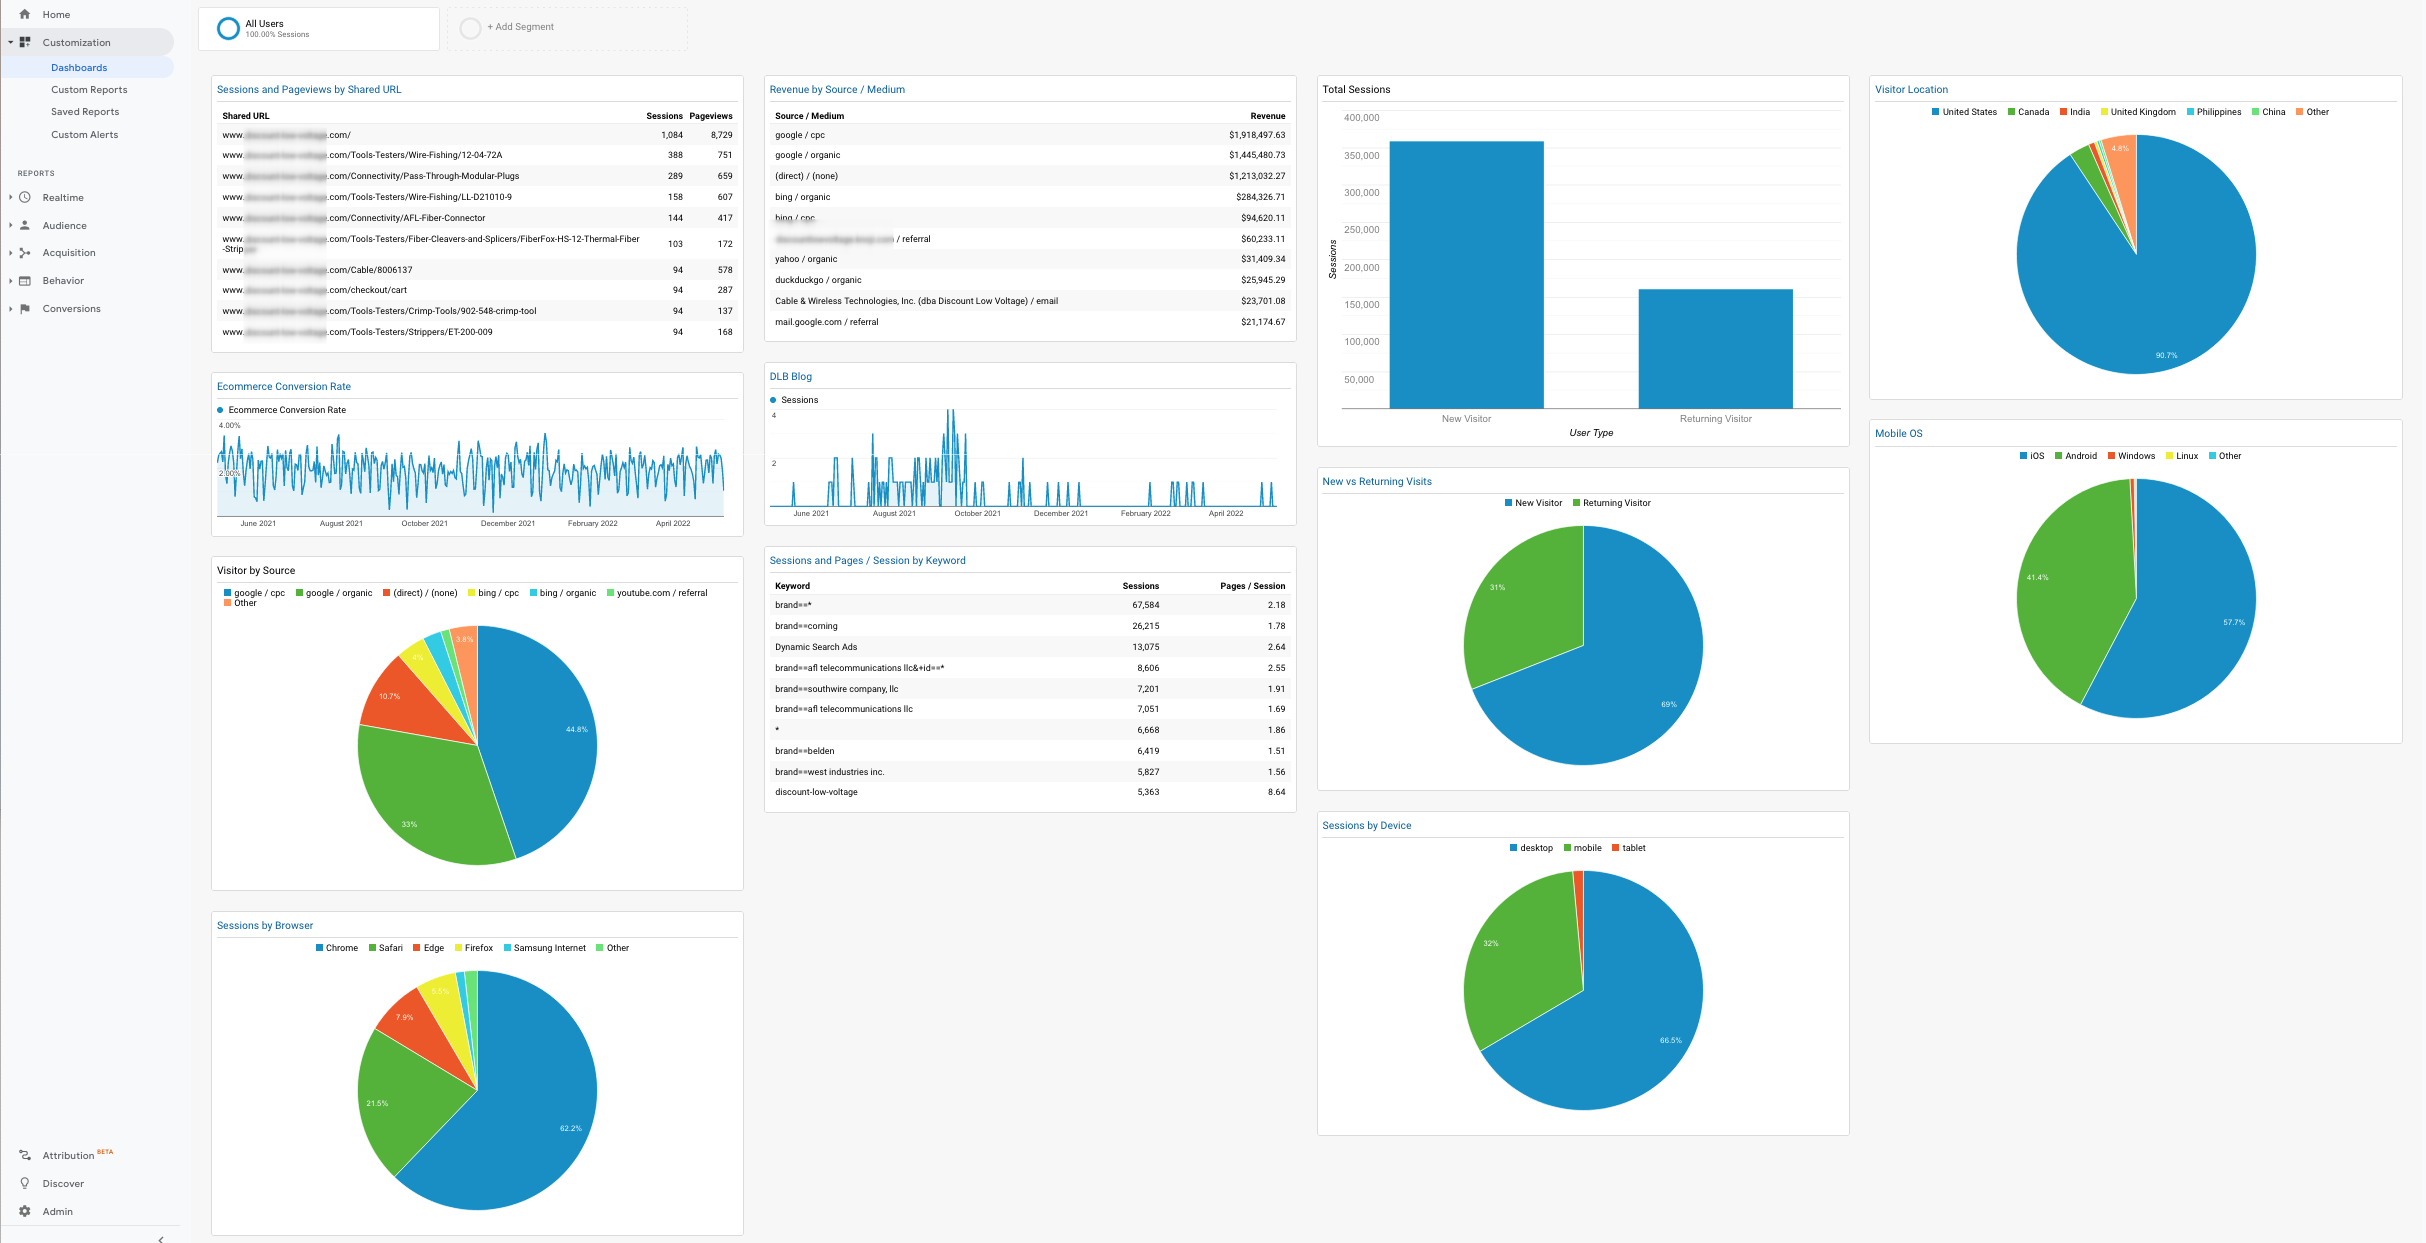 Home
Customization
Dashboards
Custom Reports
Saved Reports
Custom Alerts
REPORTS
Realtime
Audience
Acquisition
Behavior
Conversions
Attribution BETA
Discover
Admin
All Users
100.00% Sessions
+ Add Segment
Sessions and Pageviews by Shared URL
Shared URL Sessions Pageviews
www. .com/ 1,084 8,729
www. .com/Tools-Testers/Wire-Fishing/12-04-72A 388 751
www. .com/Connectivity/Pass-Through-Modular-Plugs 289 659
www. .com/Tools-Testers/Wire-Fishing/LL-D21010-9 158 607
www. .com/Connectivity/AFL-Fiber-Connector 144 417
www. .com/Tools-Testers/Fiber-Cleavers-and-Splicers/FiberFox-HS-12-Thermal-Fiber 103 172
www. .com/Cable/8006137 94 578
www. .com/checkout/cart 94 287
www. .com/Tools-Testers/Crimp-Tools/902-548-crimp-tool 94 137
www. .com/Tools-Testers/Strippers/ET-200-009 94 168
Ecommerce Conversion Rate
Ecommerce Conversion Rate
4.00%
2.00%
June 2021 August 2021 October 2021 December 2021 February 2022 April 2022
Visitor by Source
google / cpc google / organic (direct) / (none) bing / cpc bing / organic youtube.com / referral
Other
3.9%
4%
10.7%
44.8%
33%
Sessions by Browser
Chrome Safari Edge Firefox Samsung Internet Other
5.5%
7.9%
21.5%
62.2%
Revenue by Source / Medium
Source / Medium Revenue
google / cpc $1,918,497.63
google / organic $1,445,480.73
(direct) / (none) $1,213,032.27
bing / organic $284,326.71
bing / cpc $94,620.11
/ referral $60,233.11
yahoo / organic $31,409.34
duckduckgo / organic $25,945.29
Cable & Wireless Technologies, Inc. (dba Discount Low Voltage) / email $23,701.08
mail.google.com / referral $21,174.67
DLB Blog
Sessions
4
2
June 2021 August 2021 October 2021 December 2021 February 2022 April 2022
Sessions and Pages / Session by Keyword
Keyword Sessions Pages / Session
brand==* 67,584 2.18
brand==corning 26,215 1.78
Dynamic Search Ads 13,075 2.64
brand==afl telecommunications llc&+id==* 8,606 2.55
brand==southwire company, llc 7,201 1.91
brand==afl telecommunications llc 7,051 1.69
* 6,668 1.86
brand==belden 6,419 1.51
brand==west industries inc. 5,827 1.56
discount-low-voltage 5,363 8.64
Total Sessions
400,000
350,000
300,000
250,000
200,000
150,000
100,000
50,000
Sessions
New Visitor Returning Visitor
User Type
New vs Returning Visits
New Visitor Returning Visitor
31%
69%
Sessions by Device
desktop mobile tablet
32%
66.5%
Visitor Location
United States Canada India United Kingdom Philippines China Other
4.8%
90.7%
Mobile OS
iOS Android Windows Linux Other
41.4%
57.7%